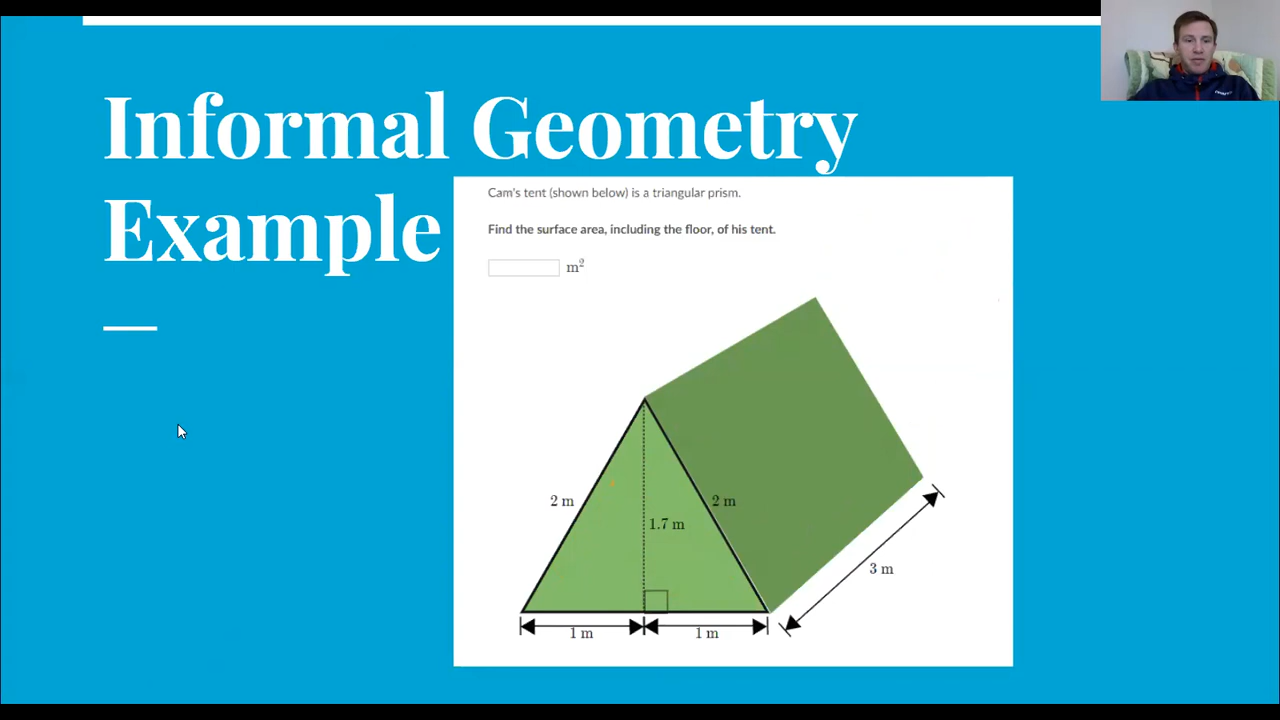 Informal Geometry
Example
Cam's tent (shown below) is a triangular prism.
Find the surface area, including the floor, of his tent.
m²
2 m
2 m
1.7 m
3 m
1 m
1 m